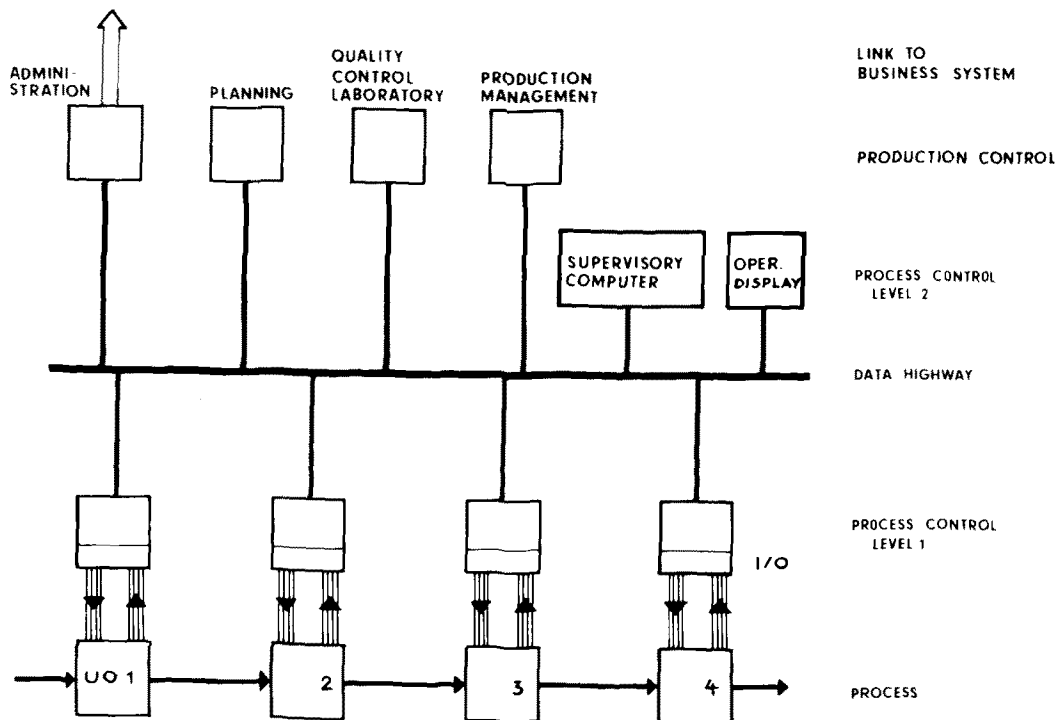 ADMINI-
STRATION
PLANNING
QUALITY
CONTROL
LABORATORY
PRODUCTION
MANAGEMENT
LINK TO
BUSINESS SYSTEM
PRODUCTION CONTROL
SUPERVISORY
COMPUTER
OPER.
DISPLAY
PROCESS CONTROL
LEVEL 2
DATA HIGHWAY
PROCESS CONTROL
LEVEL 1
I/O
UO 1
2
3
4
PROCESS